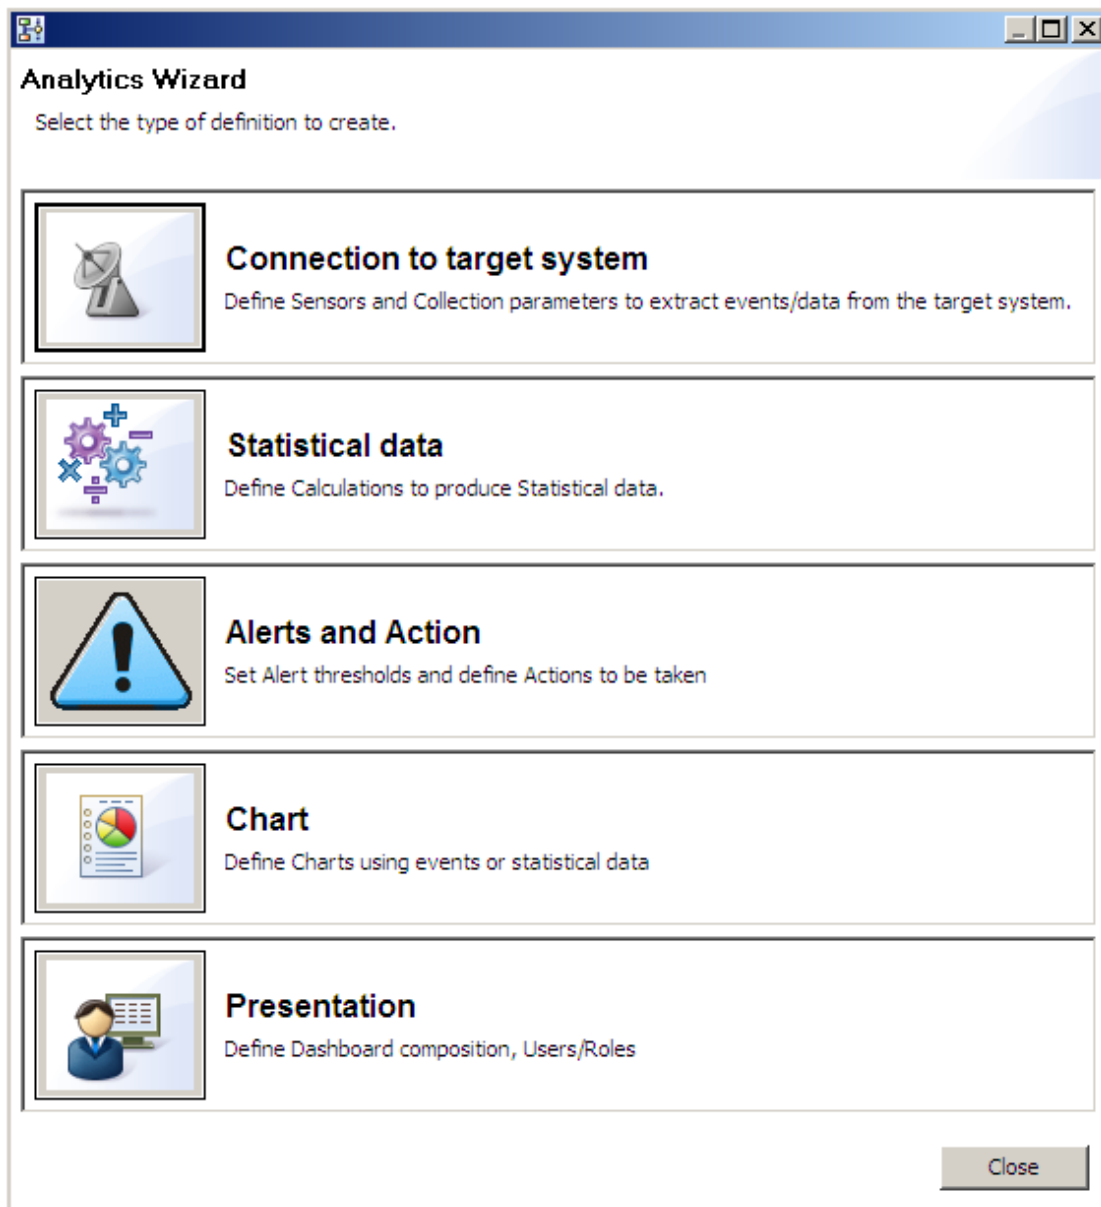 Analytics Wizard
Select the type of definition to create.
Connection to target system
Define Sensors and Collection parameters to extract events/data from the target system.
Statistical data
Define Calculations to produce Statistical data.
Alerts and Action
Set Alert thresholds and define Actions to be taken
Chart
Define Charts using events or statistical data
Presentation
Define Dashboard composition, Users/Roles
Close